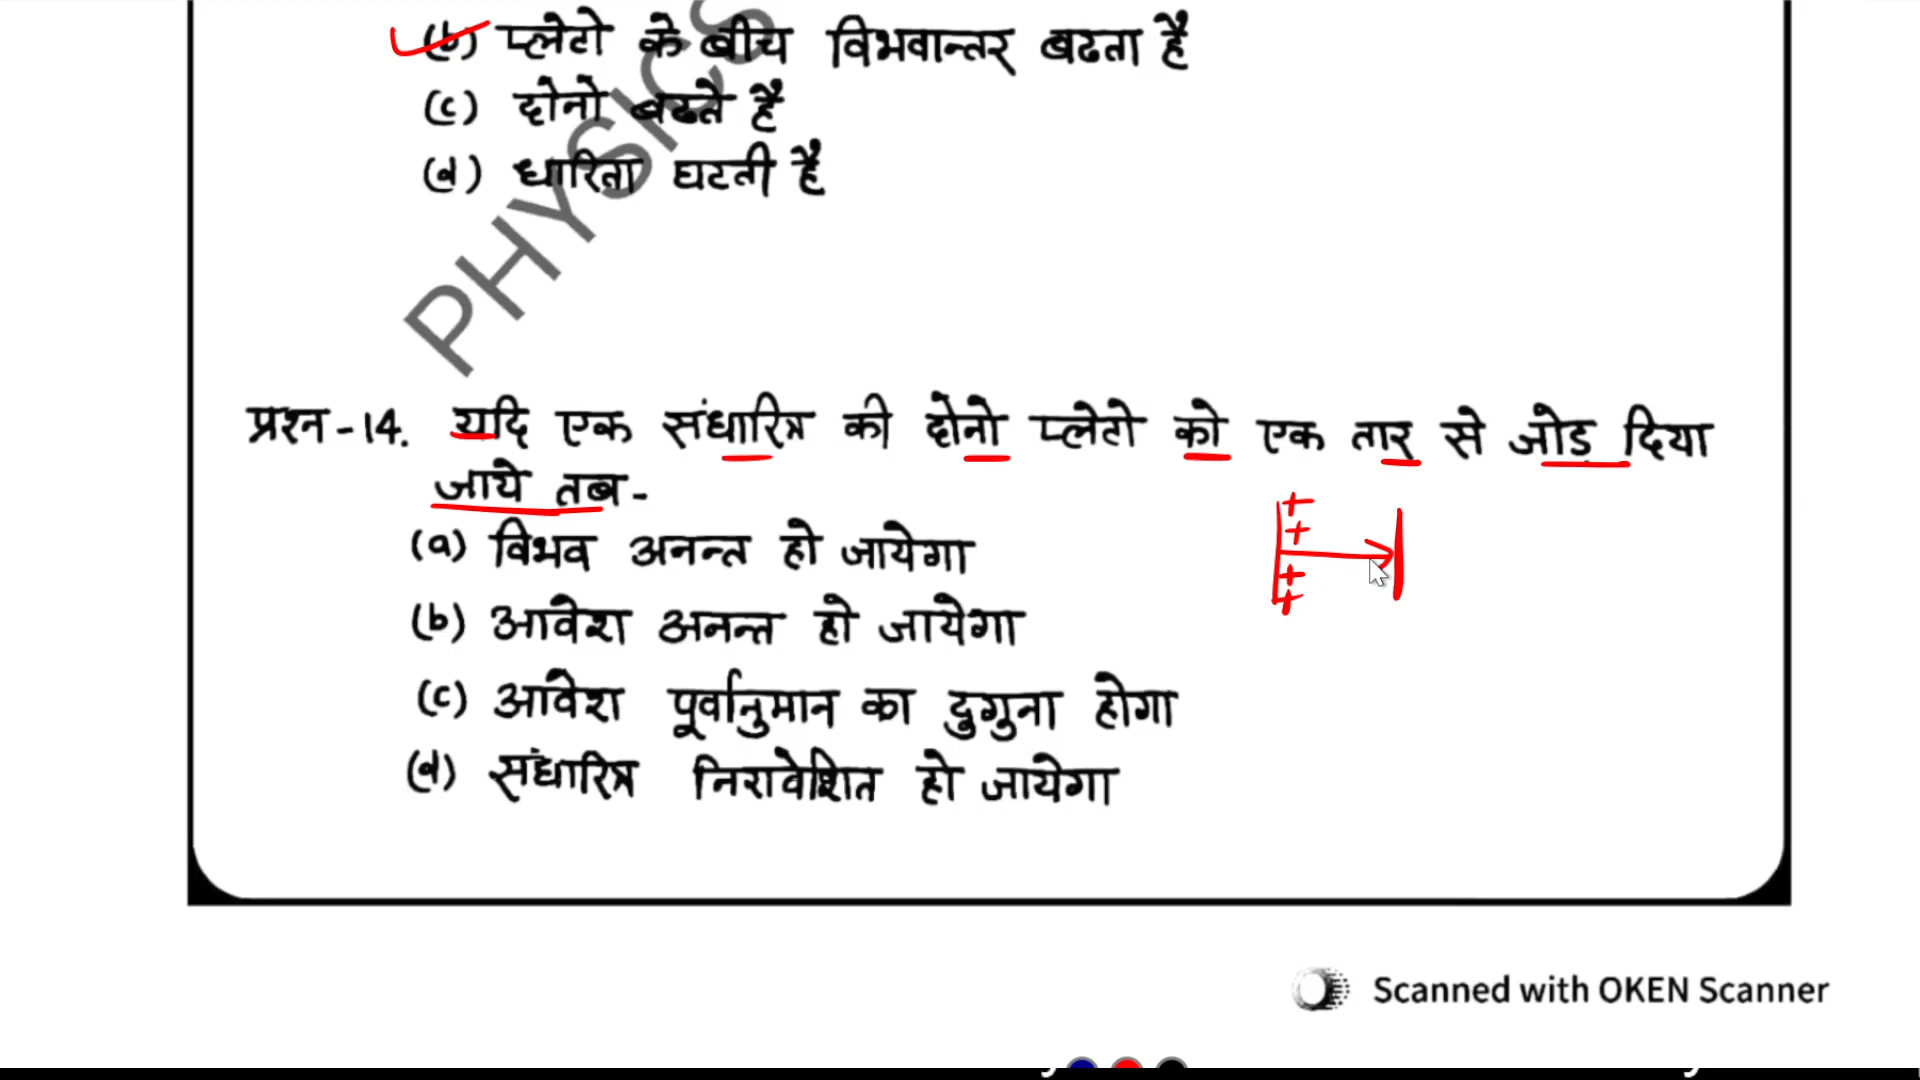 (b) प्लेटो के बीच विभवान्तर बढता है
(c) दोनो बढते है
(d) धारिता घटती है
PHYSICS
प्रश्न-14. यदि एक संधारित्र की दोनो प्लेटो को एक तार से जोड दिया
जाये तब-
(a) विभव अनन्त हो जायेगा
(b) आवेश अनन्त हो जायेगा
(c) आवेश पूर्वानुमान का दुगुना होगा
(d) संधारित्र निरावेशित हो जायेगा
+
+
+
+
Scanned with OKEN Scanner